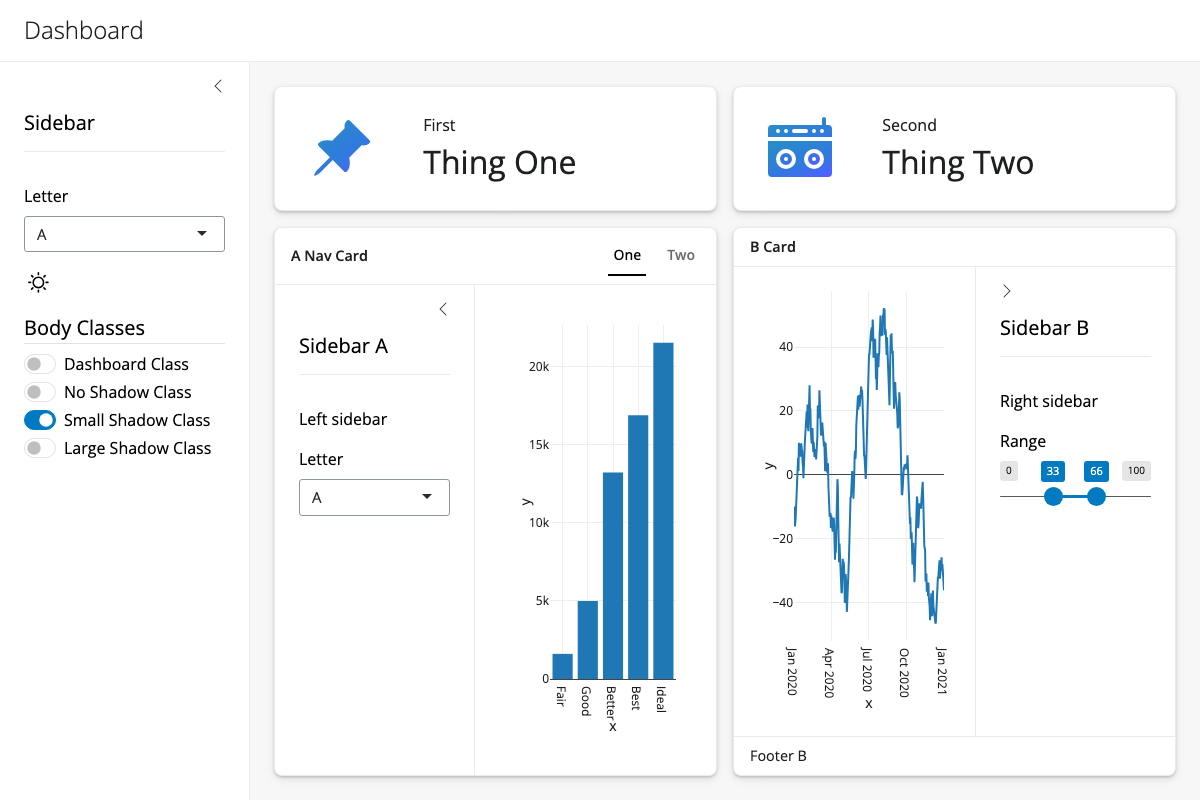 Dashboard
Sidebar
Letter
A
Body Classes
Dashboard Class
No Shadow Class
Small Shadow Class
Large Shadow Class
First
Thing One
Second
Thing Two
A Nav Card
One
Two
Sidebar A
Left sidebar
Letter
A
20k
15k
10k
5k
0
y
Fair
Good
Better
Best
Ideal
x
B Card
40
20
0
−20
−40
y
Jan 2020
Apr 2020
Jul 2020
Oct 2020
Jan 2021
x
Sidebar B
Right sidebar
Range
0 33 66 100
Footer B